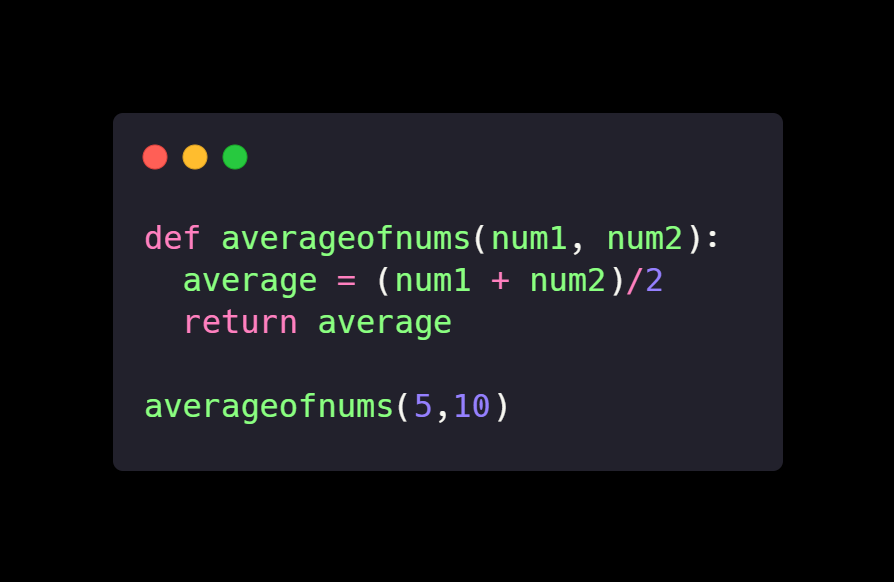 def averageofnums(num1, num2):
  average = (num1 + num2)/2
  return average

averageofnums(5,10)